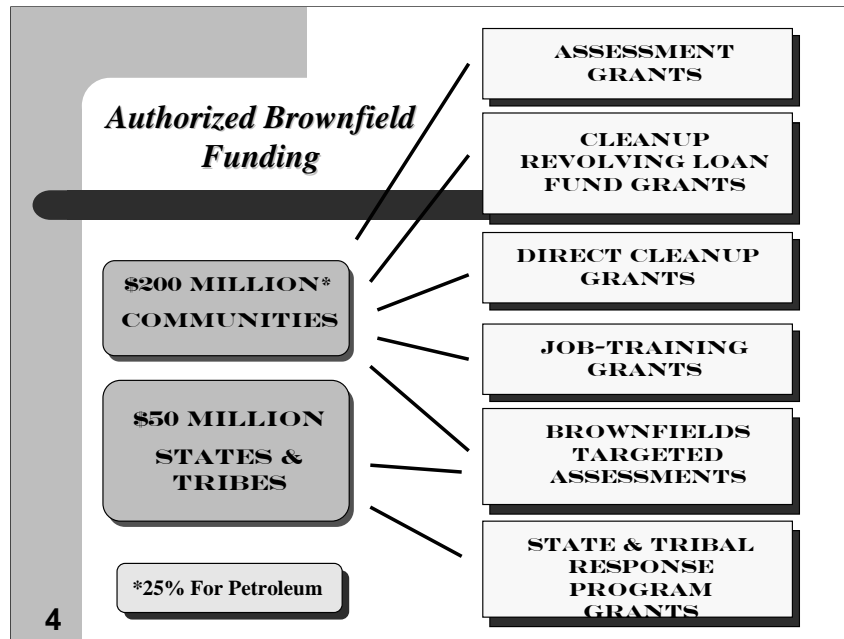 Authorized Brownfield
Funding
$200 MILLION*
COMMUNITIES
$50 MILLION
STATES &
TRIBES
*25% For Petroleum
ASSESSMENT
GRANTS
CLEANUP
REVOLVING LOAN
FUND GRANTS
DIRECT CLEANUP
GRANTS
JOB-TRAINING
GRANTS
BROWNFIELDS
TARGETED
ASSESSMENTS
STATE & TRIBAL
RESPONSE
PROGRAM
GRANTS
4